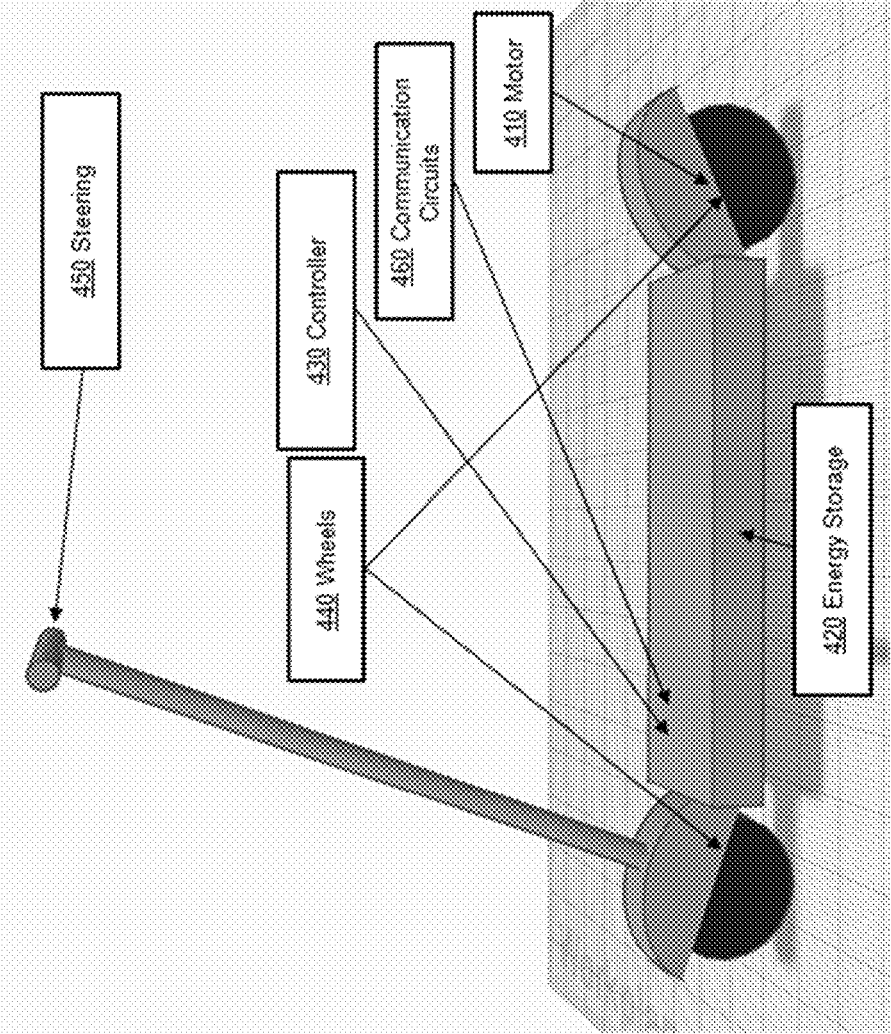 450 Steering
430 Controller
460 Communication
Circuits
410 Motor
440 Wheels
420 Energy Storage